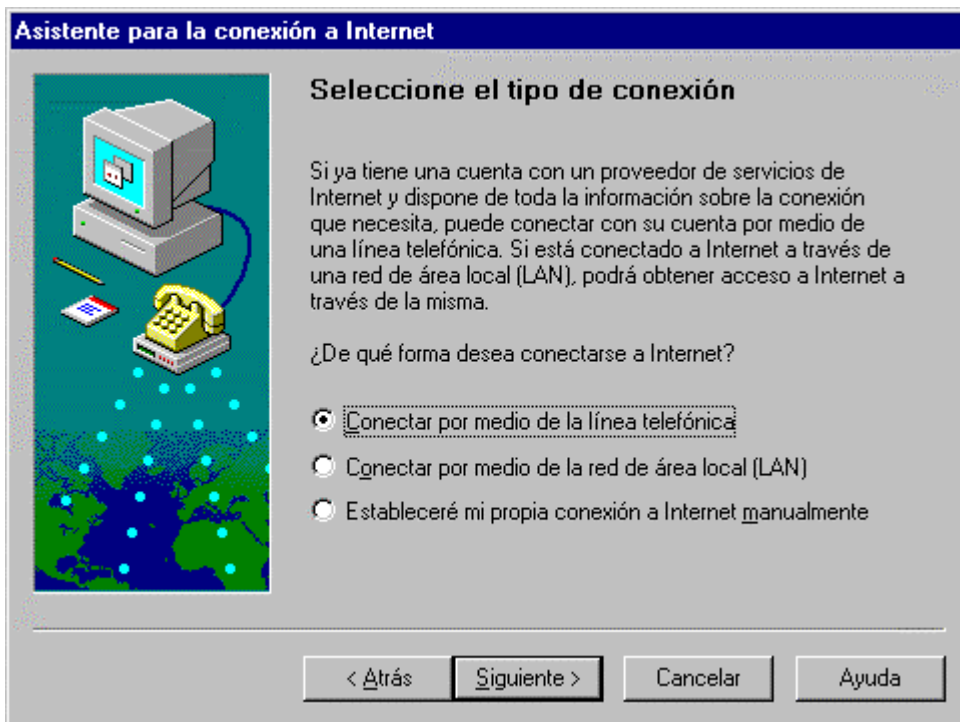 Asistente para la conexión a Internet
Seleccione el tipo de conexión
Si ya tiene una cuenta con un proveedor de servicios de
Internet y dispone de toda la información sobre la conexión
que necesita, puede conectar con su cuenta por medio de
una línea telefónica. Si está conectado a Internet a través de
una red de área local (LAN), podrá obtener acceso a Internet a
través de la misma.
¿De qué forma desea conectarse a Internet?
Conectar por medio de la línea telefónica
Conectar por medio de la red de área local (LAN)
Estableceré mi propia conexión a Internet manualmente
< Atrás Siguiente > Cancelar Ayuda